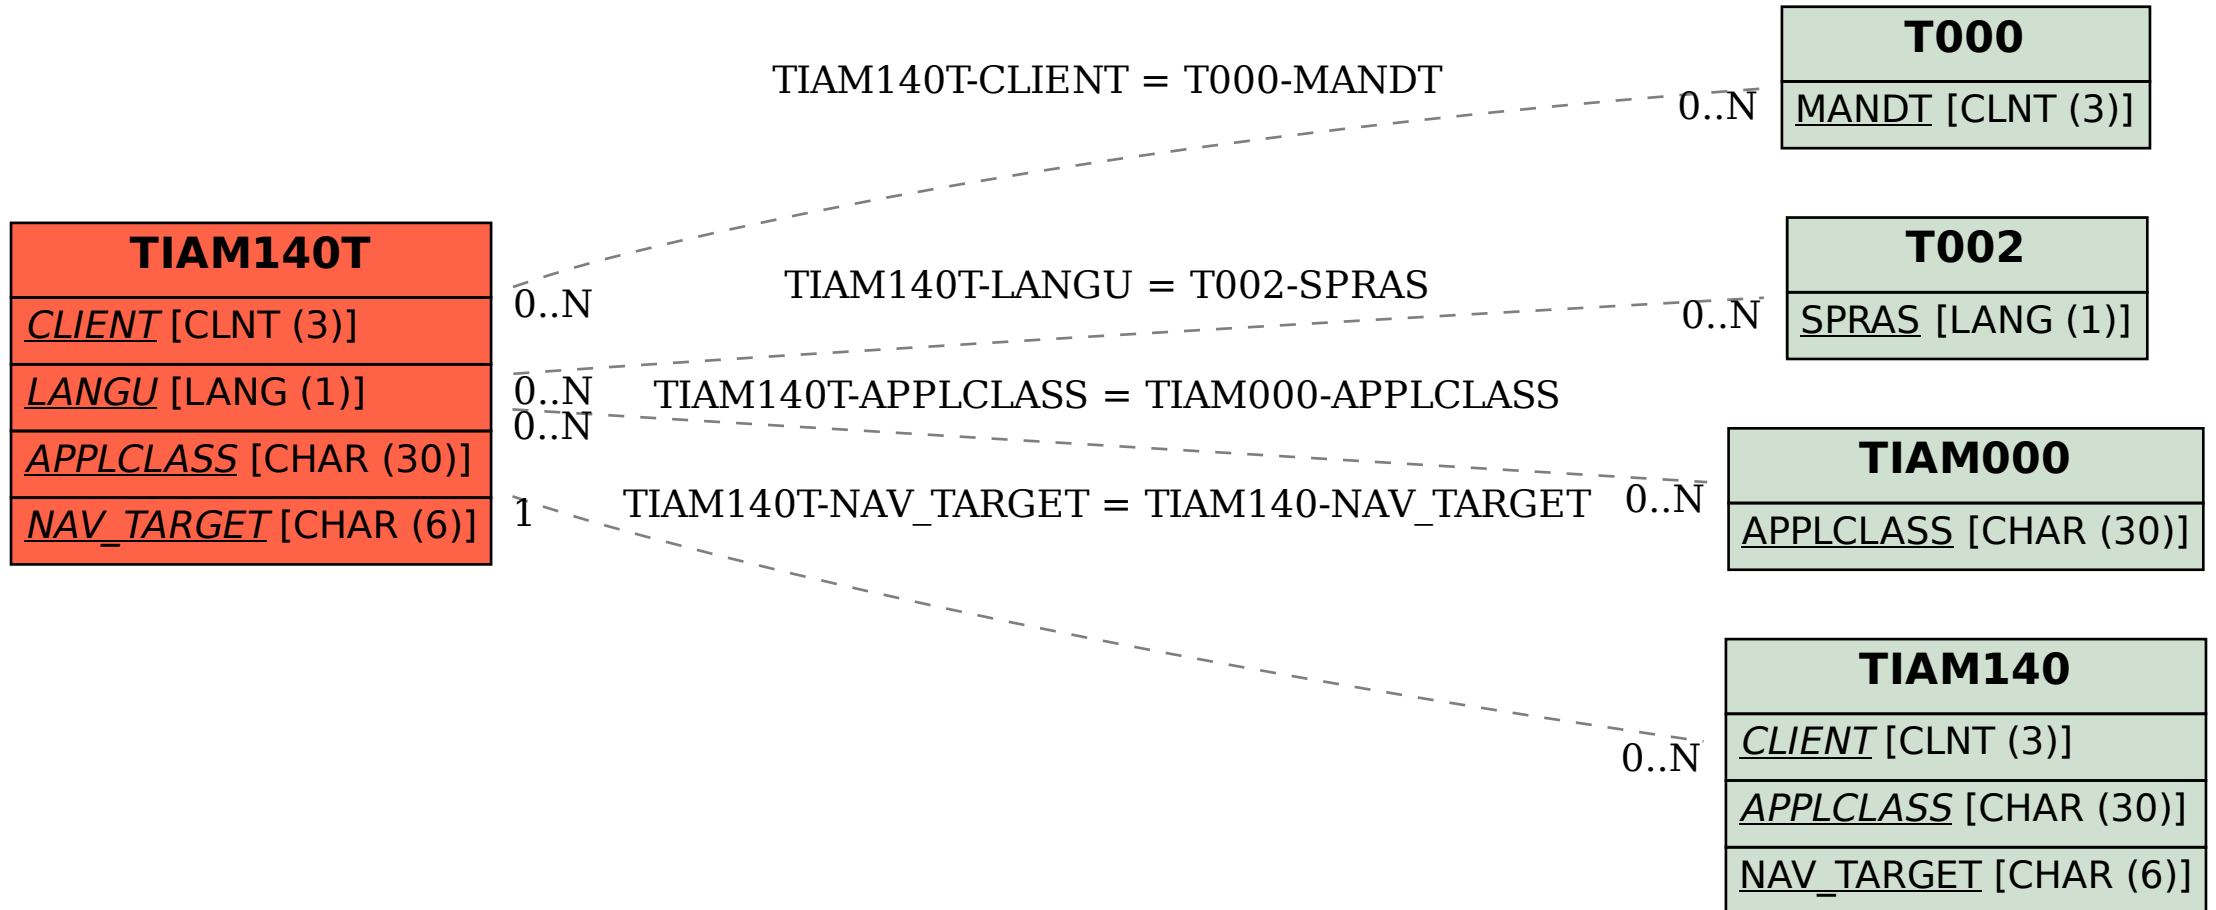 TIAM140T
CLIENT [CLNT (3)]
LANGU [LANG (1)]
APPLCLASS [CHAR (30)]
NAV_TARGET [CHAR (6)]
TIAM140T-CLIENT = T000-MANDT
0..N
0..N
TIAM140T-LANGU = T002-SPRAS
0..N
0..N
TIAM140T-APPLCLASS = TIAM000-APPLCLASS
0..N
0..N
TIAM140T-NAV_TARGET = TIAM140-NAV_TARGET
1
0..N
T000
MANDT [CLNT (3)]
T002
SPRAS [LANG (1)]
TIAM000
APPLCLASS [CHAR (30)]
TIAM140
CLIENT [CLNT (3)]
APPLCLASS [CHAR (30)]
NAV_TARGET [CHAR (6)]